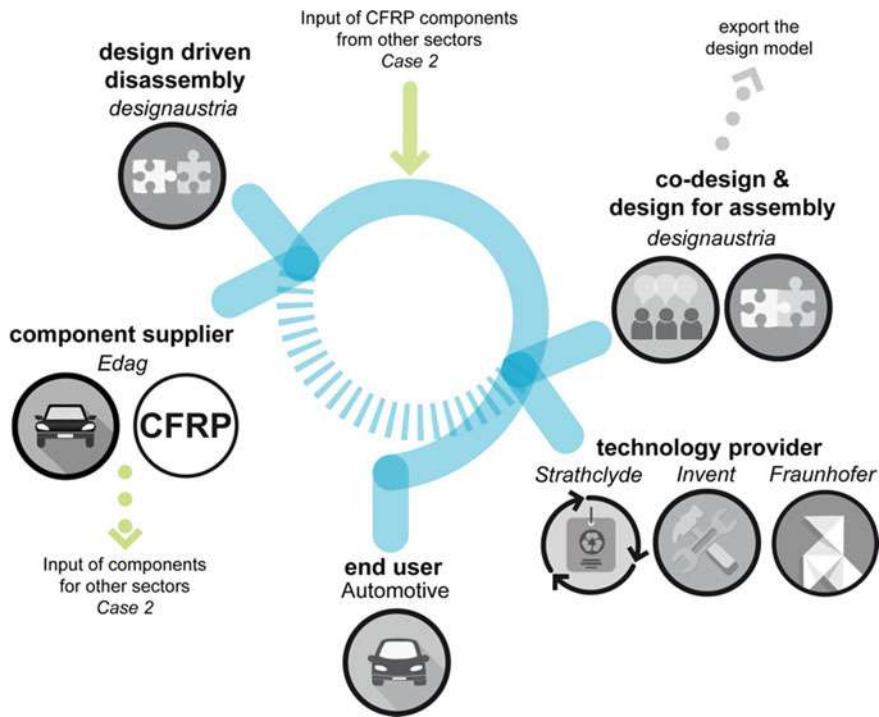 design driven
disassembly
designaustria
Input of CFRP components
from other sectors
Case 2
export the
design model
co-design &
design for assembly
designaustria
component supplier
Edag
CFRP
Input of components
for other sectors
Case 2
end user
Automotive
technology provider
Strathclyde Invent Fraunhofer